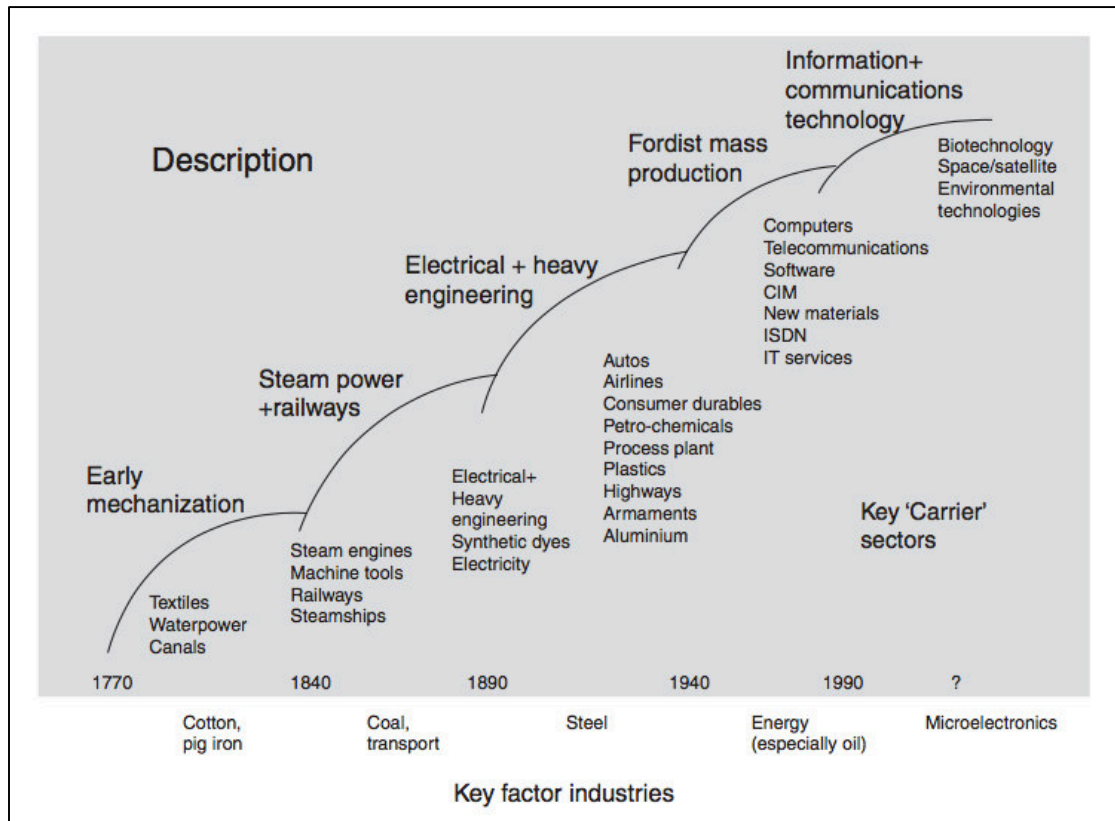 Information+
communications
technology
Fordist mass
production
Description
Biotechnology
Space/satellite
Environmental
technologies
Computers
Telecommunications
Software
CIM
New materials
ISDN
IT services
Electrical + heavy
engineering
Steam power
+railways
Autos
Airlines
Consumer durables
Petro-chemicals
Process plant
Plastics
Highways
Armaments
Aluminium
Early
mechanization
Electrical+
Heavy
engineering
Synthetic dyes
Electricity
Key 'Carrier'
sectors
Steam engines
Machine tools
Railways
Steamships
Textiles
Waterpower
Canals
1770 1840 1890 1940 1990 ?
Cotton,
pig iron
Coal,
transport
Steel
Energy
(especially oil)
Microelectronics
Key factor industries